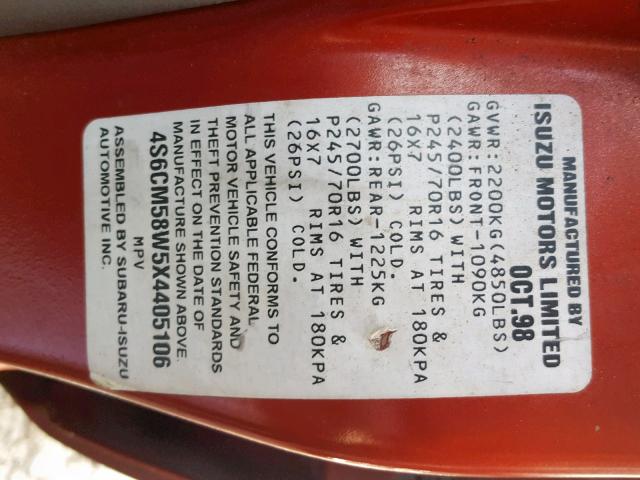 MANUFACTURED BY
ISUZU MOTORS LIMITED
OCT.98
GVWR:2200KG(4850LBS)
GAWR:FRONT-1090KG
(2400LBS) WITH
P245/70R16 TIRES &
16X7 RIMS AT 180KPA
(26PSI) COLD.
GAWR:REAR-1225KG
(2700LBS) WITH
P245/70R16 TIRES &
16X7 RIMS AT 180KPA
(26PSI) COLD.
THIS VEHICLE CONFORMS TO
ALL APPLICABLE FEDERAL
MOTOR VEHICLE SAFETY AND
THEFT PREVENTION STANDARDS
IN EFFECT ON THE DATE OF
MANUFACTURE SHOWN ABOVE.
4S6CM58W5X4405106
MPV
ASSEMBLED BY SUBARU-ISUZU
AUTOMOTIVE INC.